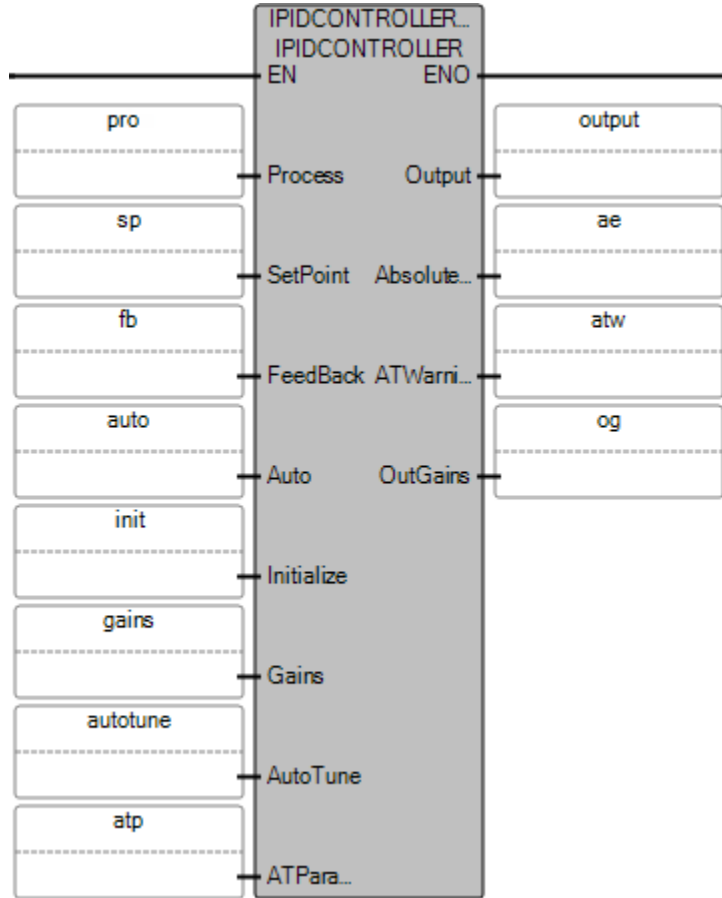 IPIDCONTROLLER...
IPIDCONTROLLER
EN ENO
pro output
Process Output
sp ae
SetPoint Absolute...
fb atw
FeedBack ATWarni...
auto og
Auto OutGains
init
Initialize
gains
Gains
autotune
AutoTune
atp
ATPara...